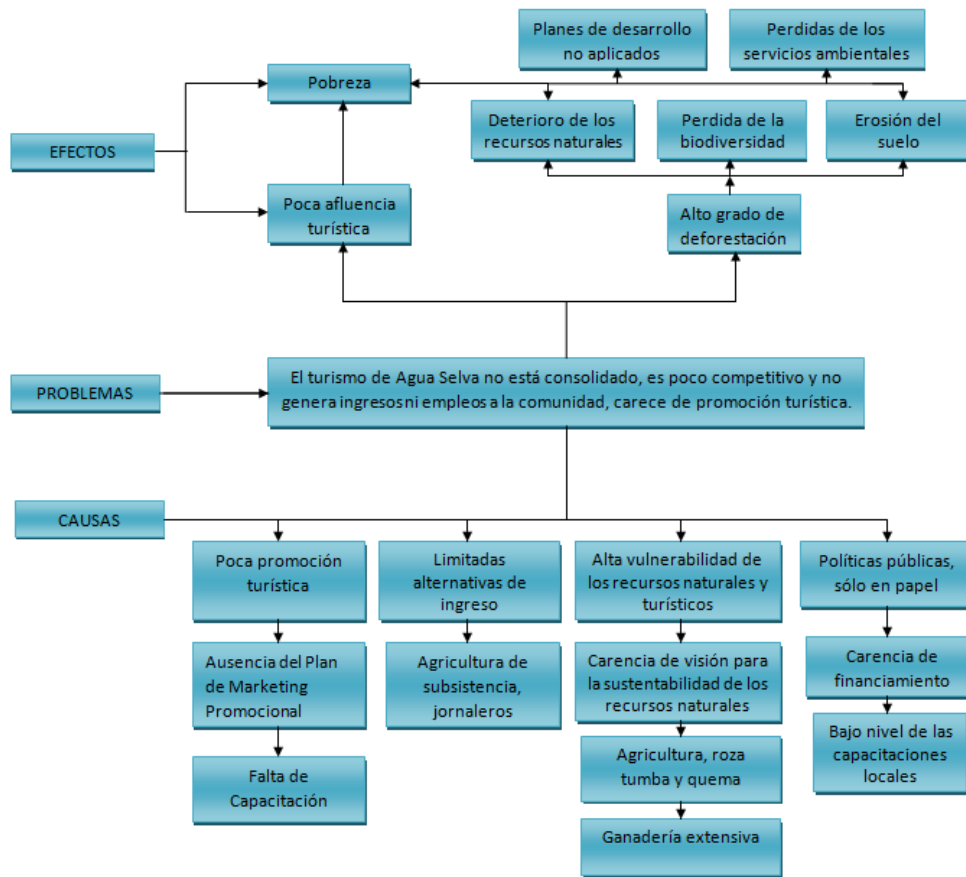 Planes de desarrollo
no aplicados
Perdidas de los
servicios ambientales
Pobreza
Deterioro de los
recursos naturales
Perdida de la
biodiversidad
Erosión del
suelo
EFECTOS
Poca afluencia
turística
Alto grado de
deforestación
PROBLEMAS
El turismo de Agua Selva no está consolidado, es poco competitivo y no
genera ingresos ni empleos a la comunidad, carece de promoción turística.
CAUSAS
Poca promoción
turística
Limitadas
alternativas de
ingreso
Alta vulnerabilidad de
los recursos naturales y
turísticos
Políticas públicas,
sólo en papel
Ausencia del Plan
de Marketing
Promocional
Agricultura de
subsistencia,
jornaleros
Carencia de visión para
la sustentabilidad de los
recursos naturales
Carencia de
financiamiento
Falta de
Capacitación
Agricultura, roza
tumba y quema
Bajo nivel de las
capacitaciones
locales
Ganadería extensiva